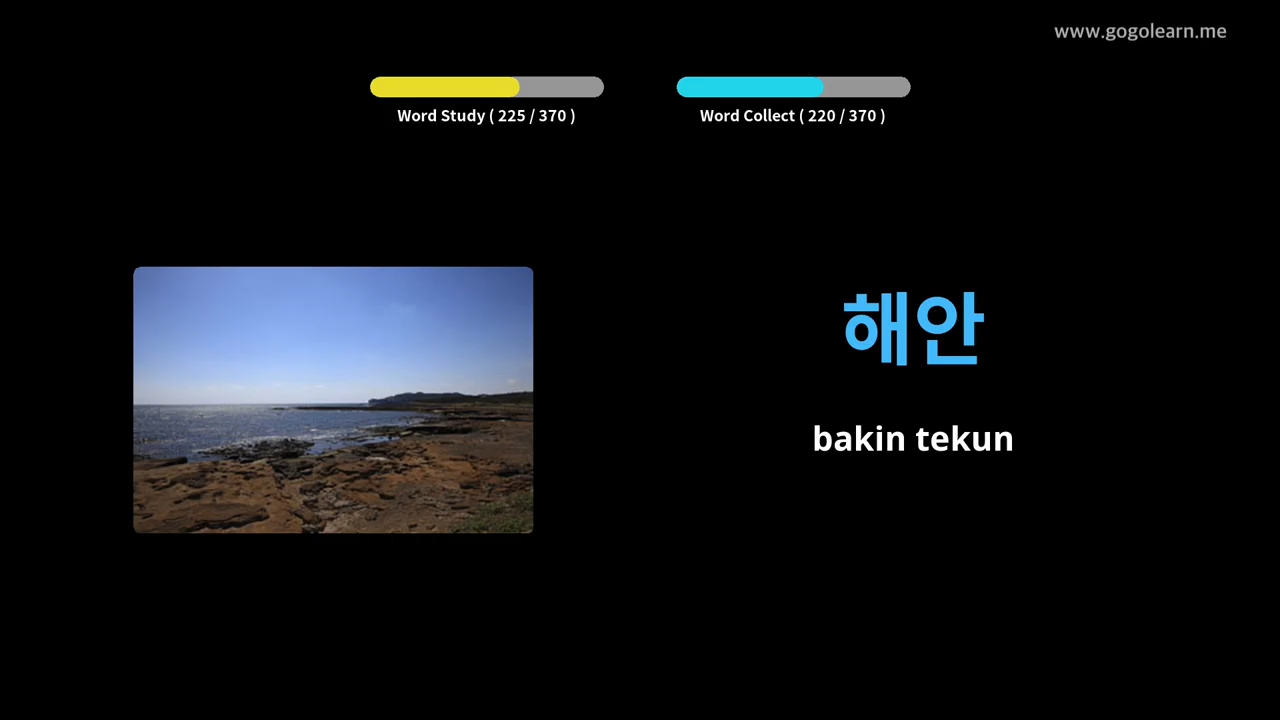 www.gogolearn.me
Word Study ( 225 / 370 )
Word Collect ( 220 / 370 )
해안
bakin tekun